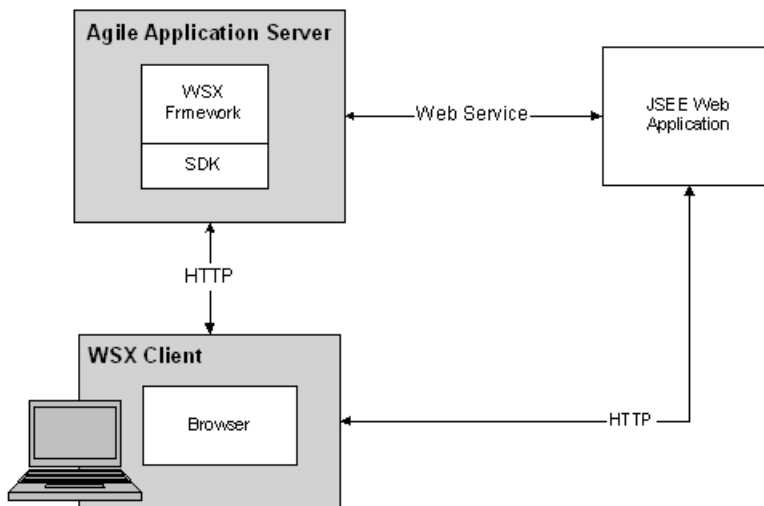 Agile Application Server
WSX
Frmework
SDK
Web Service
JSEE Web
Application
HTTP
WSX Client
Browser
HTTP